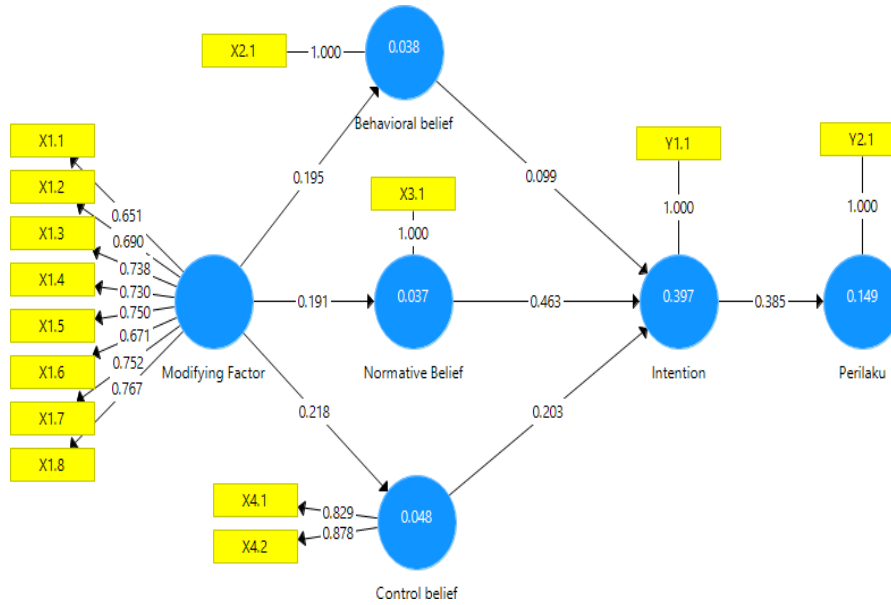 X2.1
1.000
0.038
Behavioral belief
X1.1
X1.2
X1.3
X1.4
X1.5
X1.6
X1.7
X1.8
0.651
0.690
0.738
0.730
0.750
0.671
0.752
0.767
Modifying Factor
0.195
0.191
0.218
X3.1
1.000
0.037
Normative Belief
X4.1
X4.2
0.829
0.878
0.048
Control belief
0.099
0.463
0.203
Y1.1
1.000
0.397
Intention
0.385
Y2.1
1.000
0.149
Perilaku